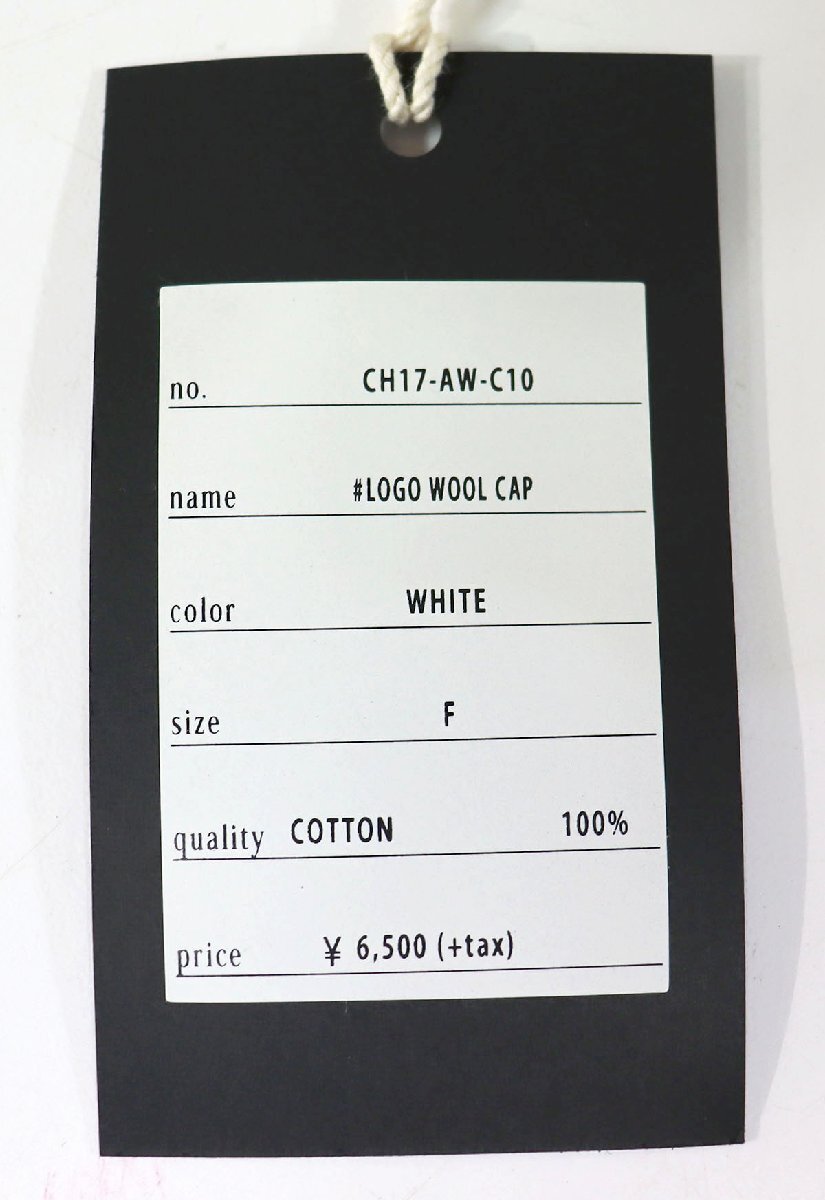 no. CH17-AW-C10
name #LOGO WOOL CAP
color WHITE
size F
quality COTTON 100%
price ¥ 6,500 (+tax)